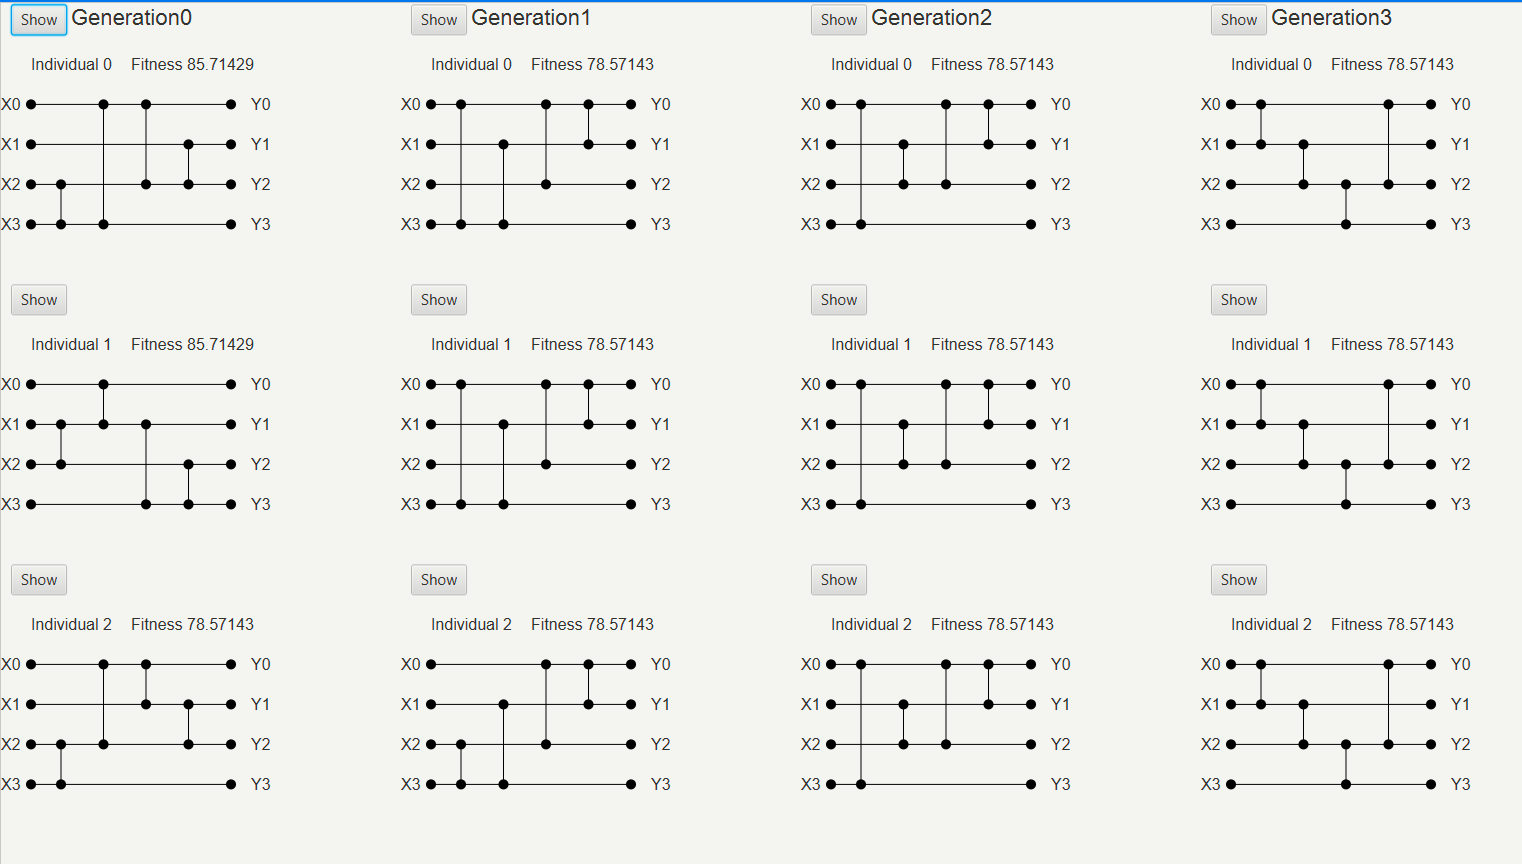 Show Generation0 Show Generation1 Show Generation2 Show Generation3
Individual 0 Fitness 85.71429 Individual 0 Fitness 78.57143 Individual 0 Fitness 78.57143 Individual 0 Fitness 78.57143
X0 Y0 X0 Y0 X0 Y0 X0 Y0
X1 Y1 X1 Y1 X1 Y1 X1 Y1
X2 Y2 X2 Y2 X2 Y2 X2 Y2
X3 Y3 X3 Y3 X3 Y3 X3 Y3
Show Show Show Show
Individual 1 Fitness 85.71429 Individual 1 Fitness 78.57143 Individual 1 Fitness 78.57143 Individual 1 Fitness 78.57143
X0 Y0 X0 Y0 X0 Y0 X0 Y0
X1 Y1 X1 Y1 X1 Y1 X1 Y1
X2 Y2 X2 Y2 X2 Y2 X2 Y2
X3 Y3 X3 Y3 X3 Y3 X3 Y3
Show Show Show Show
Individual 2 Fitness 78.57143 Individual 2 Fitness 78.57143 Individual 2 Fitness 78.57143 Individual 2 Fitness 78.57143
X0 Y0 X0 Y0 X0 Y0 X0 Y0
X1 Y1 X1 Y1 X1 Y1 X1 Y1
X2 Y2 X2 Y2 X2 Y2 X2 Y2
X3 Y3 X3 Y3 X3 Y3 X3 Y3